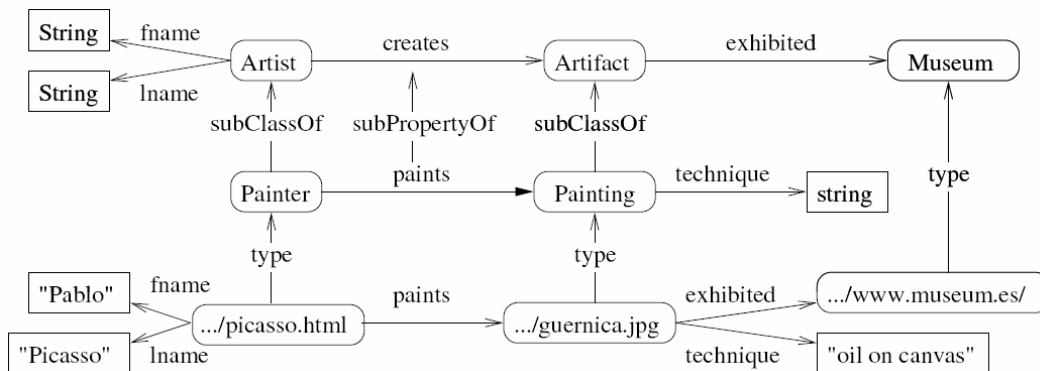 String
fname
creates
exhibited
Artist
Artifact
Museum
String
lname
subClassOf
subPropertyOf
subClassOf
Painter
paints
Painting
technique
string
type
type
type
"Pablo"
fname
paints
exhibited
.../www.museum.es/
.../picasso.html
.../guernica.jpg
"Picasso"
lname
technique
"oil on canvas"